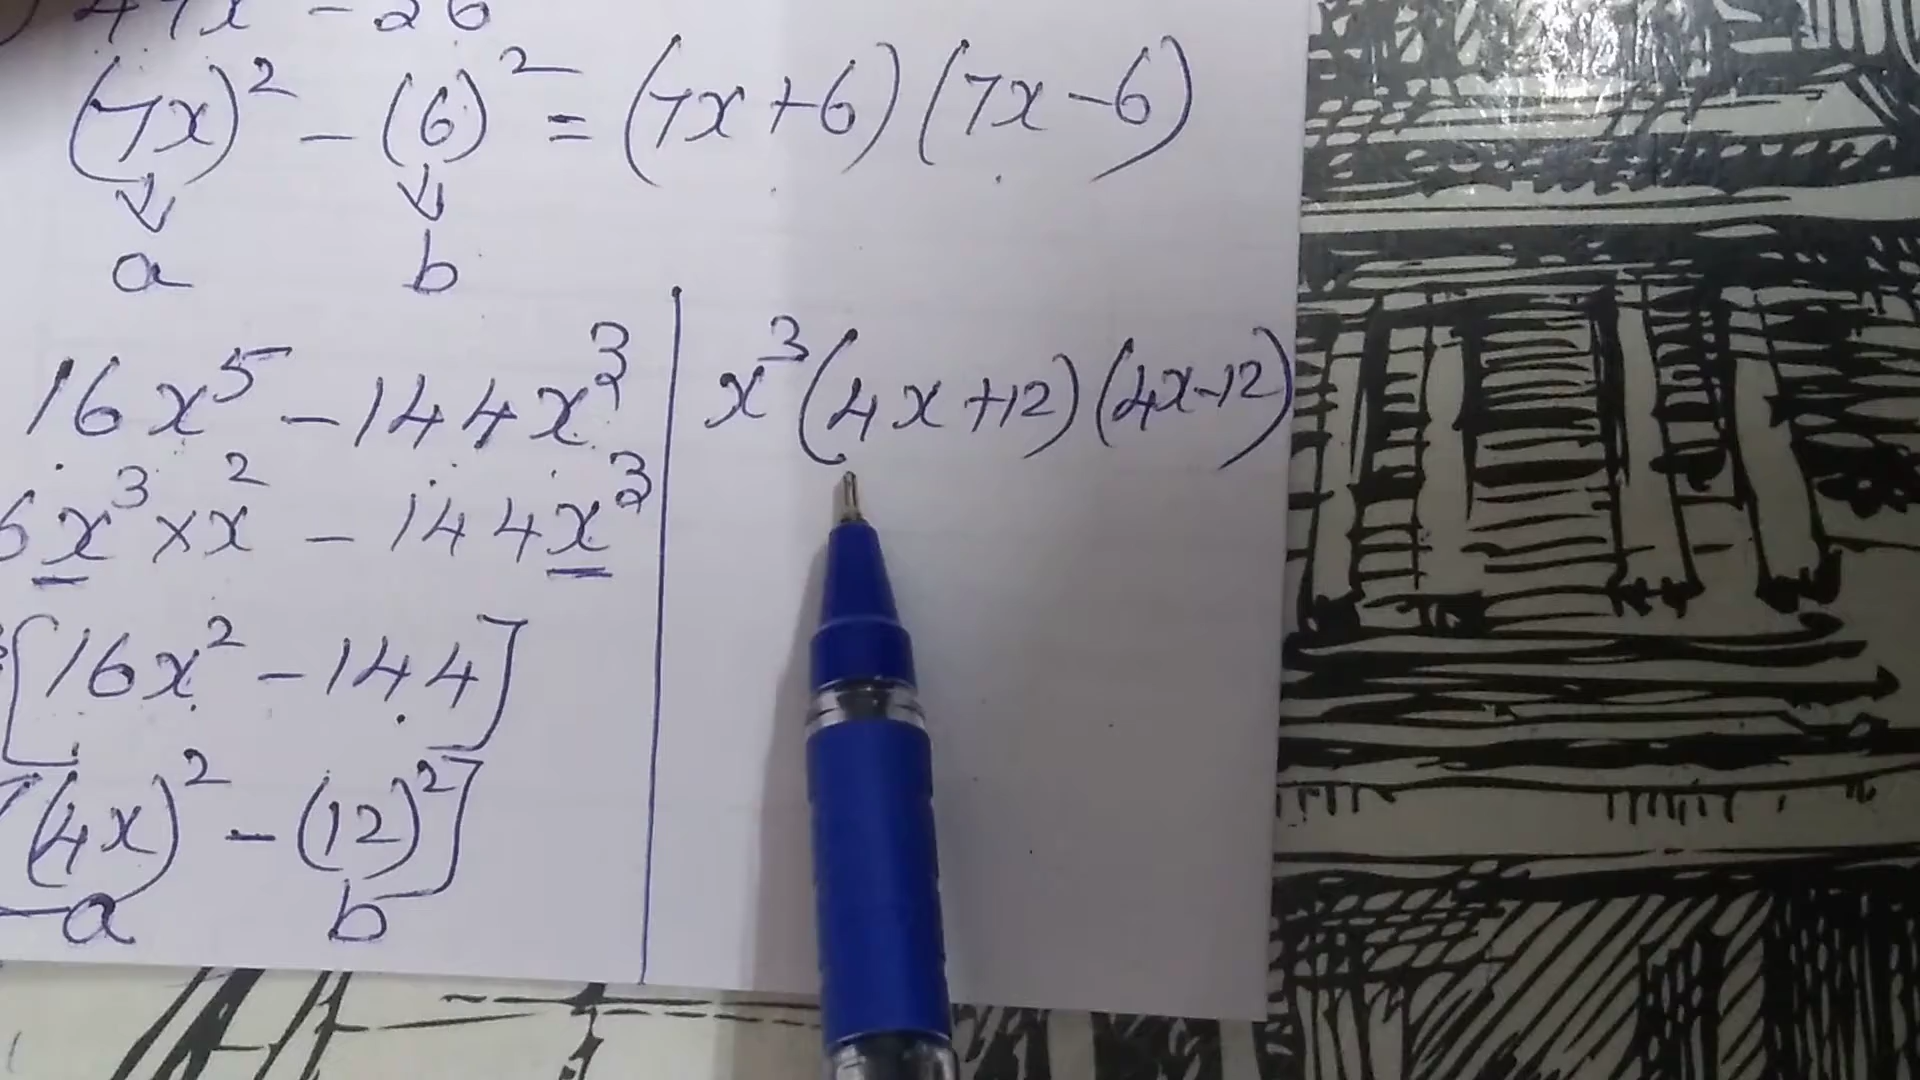 (7x)² - (6)² = (7x+6)(7x-6)
a b
16x⁵ - 144x³
6x³ × x² - 144x³
[16x² - 144]
[(4x)² - (12)²]
a b
x³(4x+12)(4x-12)